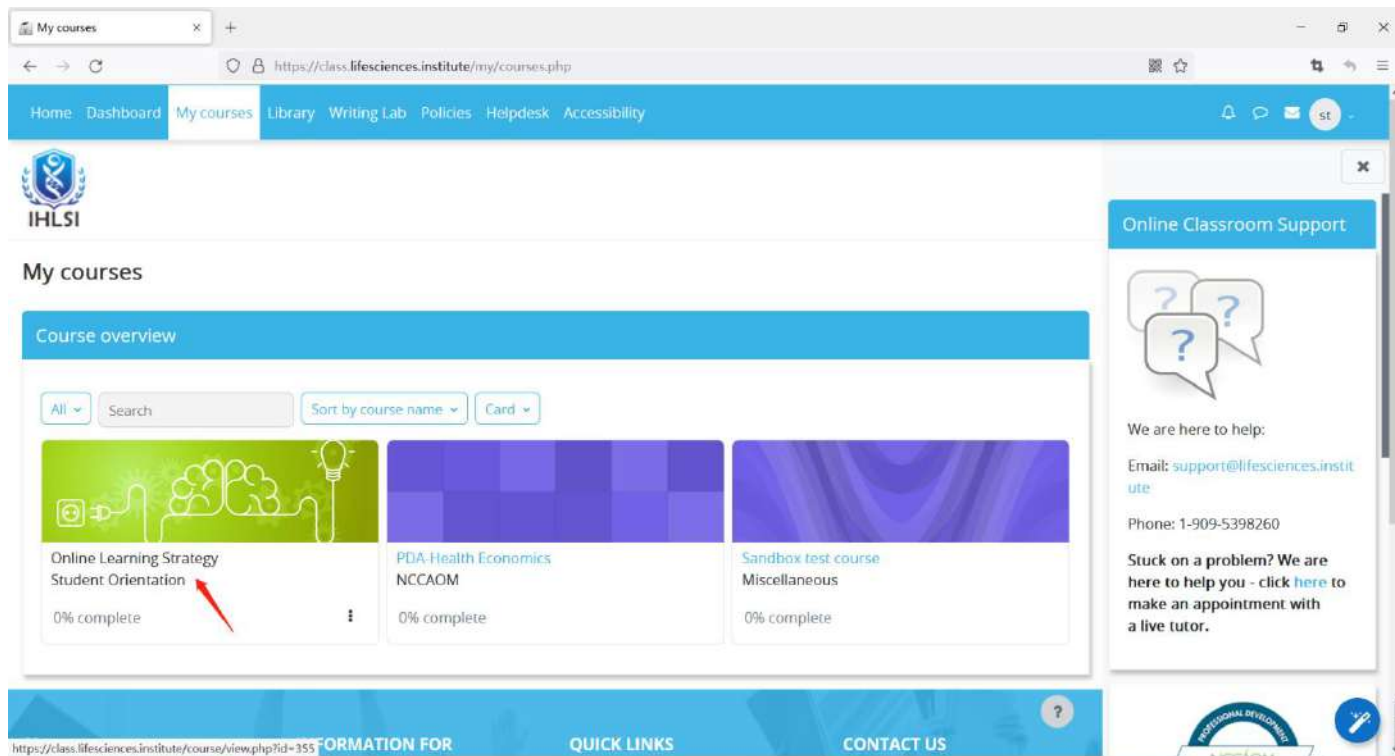 My courses
https://class.lifesciences.institute/my/courses.php
Home Dashboard My courses Library Writing Lab Policies Helpdesk Accessibility
st
IHLSI
My courses
Course overview
All Search Sort by course name Card
Online Learning Strategy
Student Orientation
0% complete
PDA-Health Economics
NCCAOM
0% complete
Sandbox test course
Miscellaneous
0% complete
Online Classroom Support
? ? ?
We are here to help:
Email: support@lifesciences.instit
ute
Phone: 1-909-5398260
Stuck on a problem? We are
here to help you - click here to
make an appointment with
a live tutor.
?
PROFESSIONAL DEVELOPMENT
https://class.lifesciences.institute/course/view.php?id=355
QUICK LINKS
CONTACT US